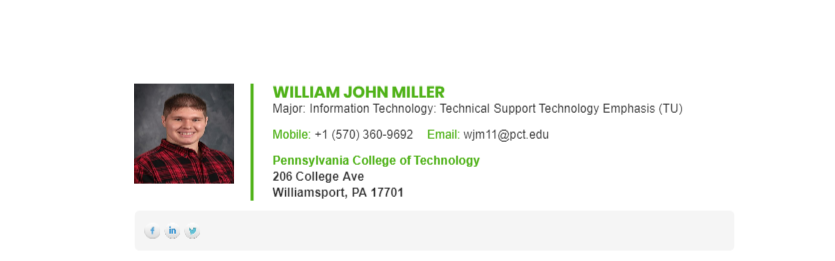 WILLIAM JOHN MILLER
Major: Information Technology: Technical Support Technology Emphasis (TU)
Mobile: +1 (570) 360-9692 Email: wjm11@pct.edu
Pennsylvania College of Technology
206 College Ave
Williamsport, PA 17701